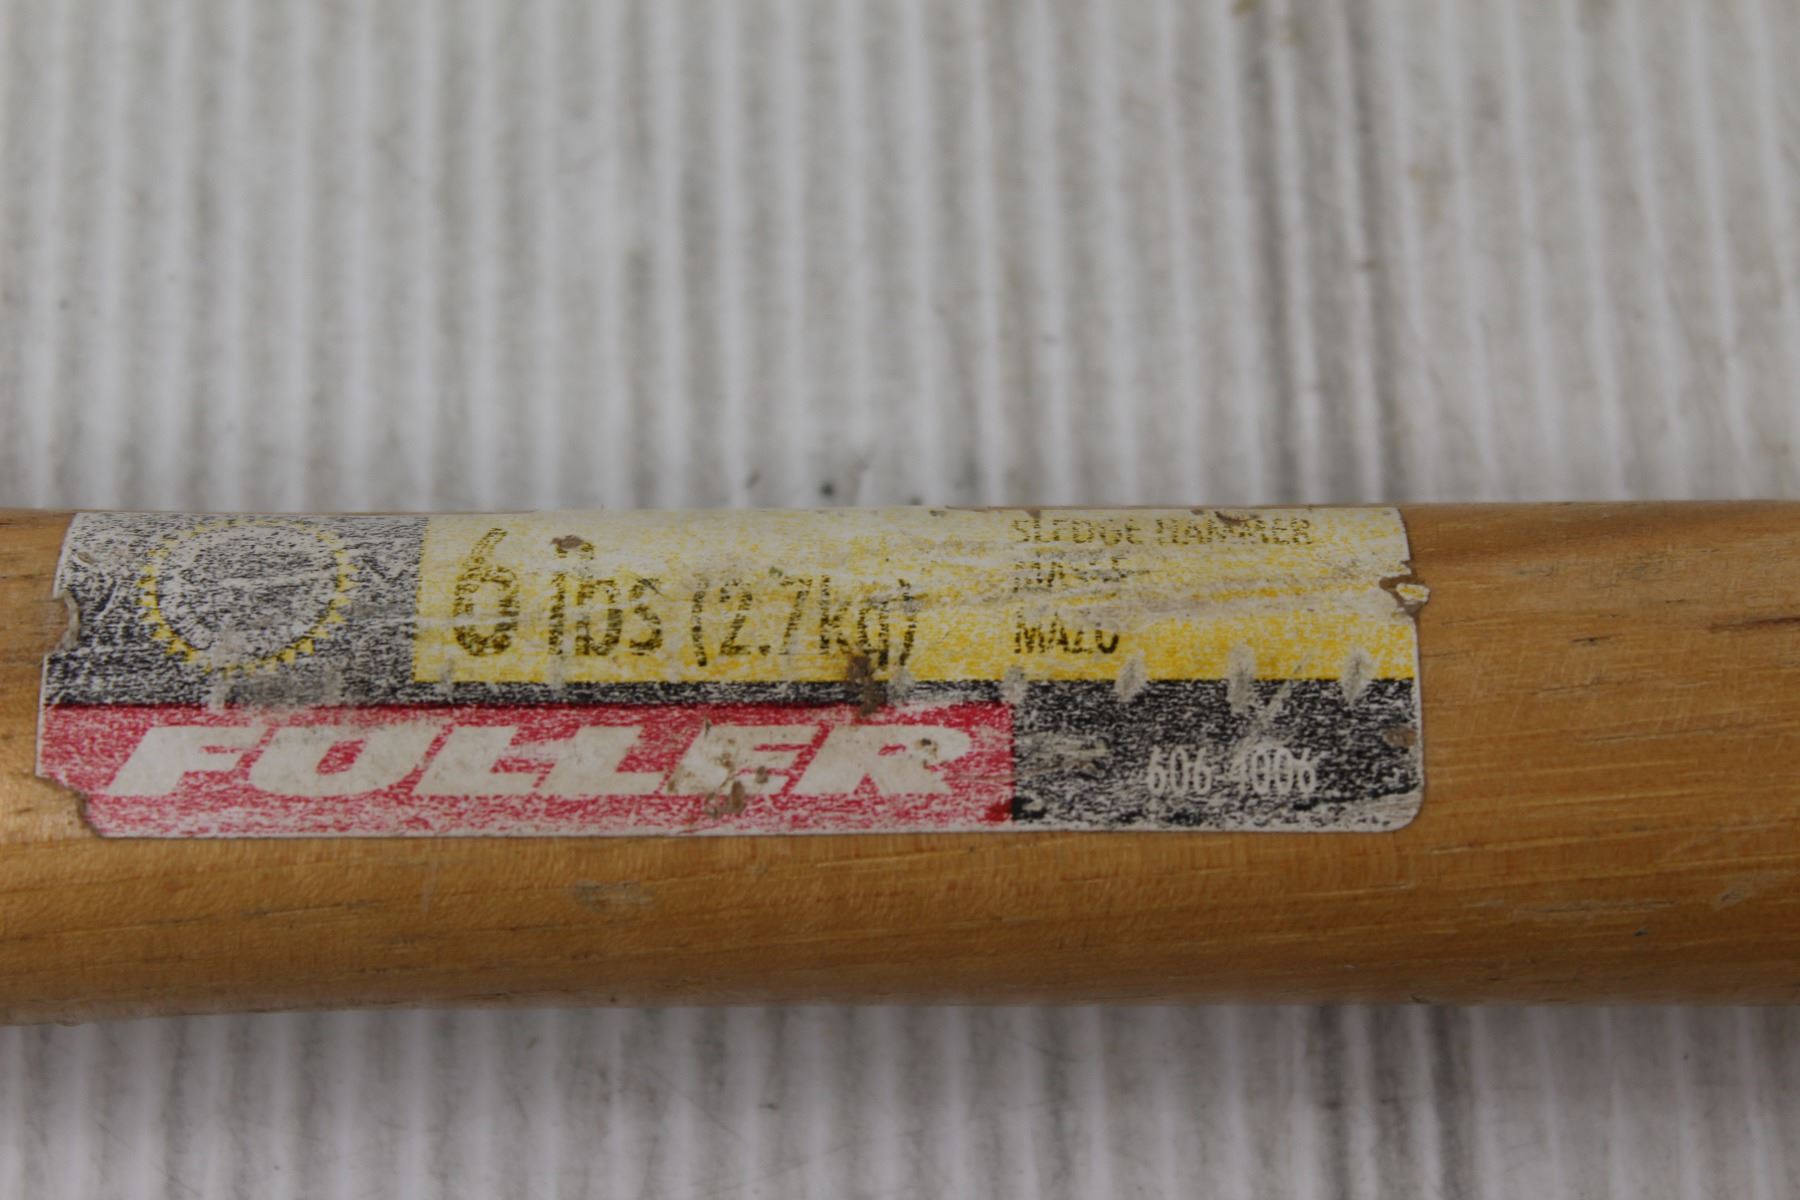 6 lbs (2.7kg)
SLEDGE HAMMER
MASSE
MAZO
FULLER
606-4006